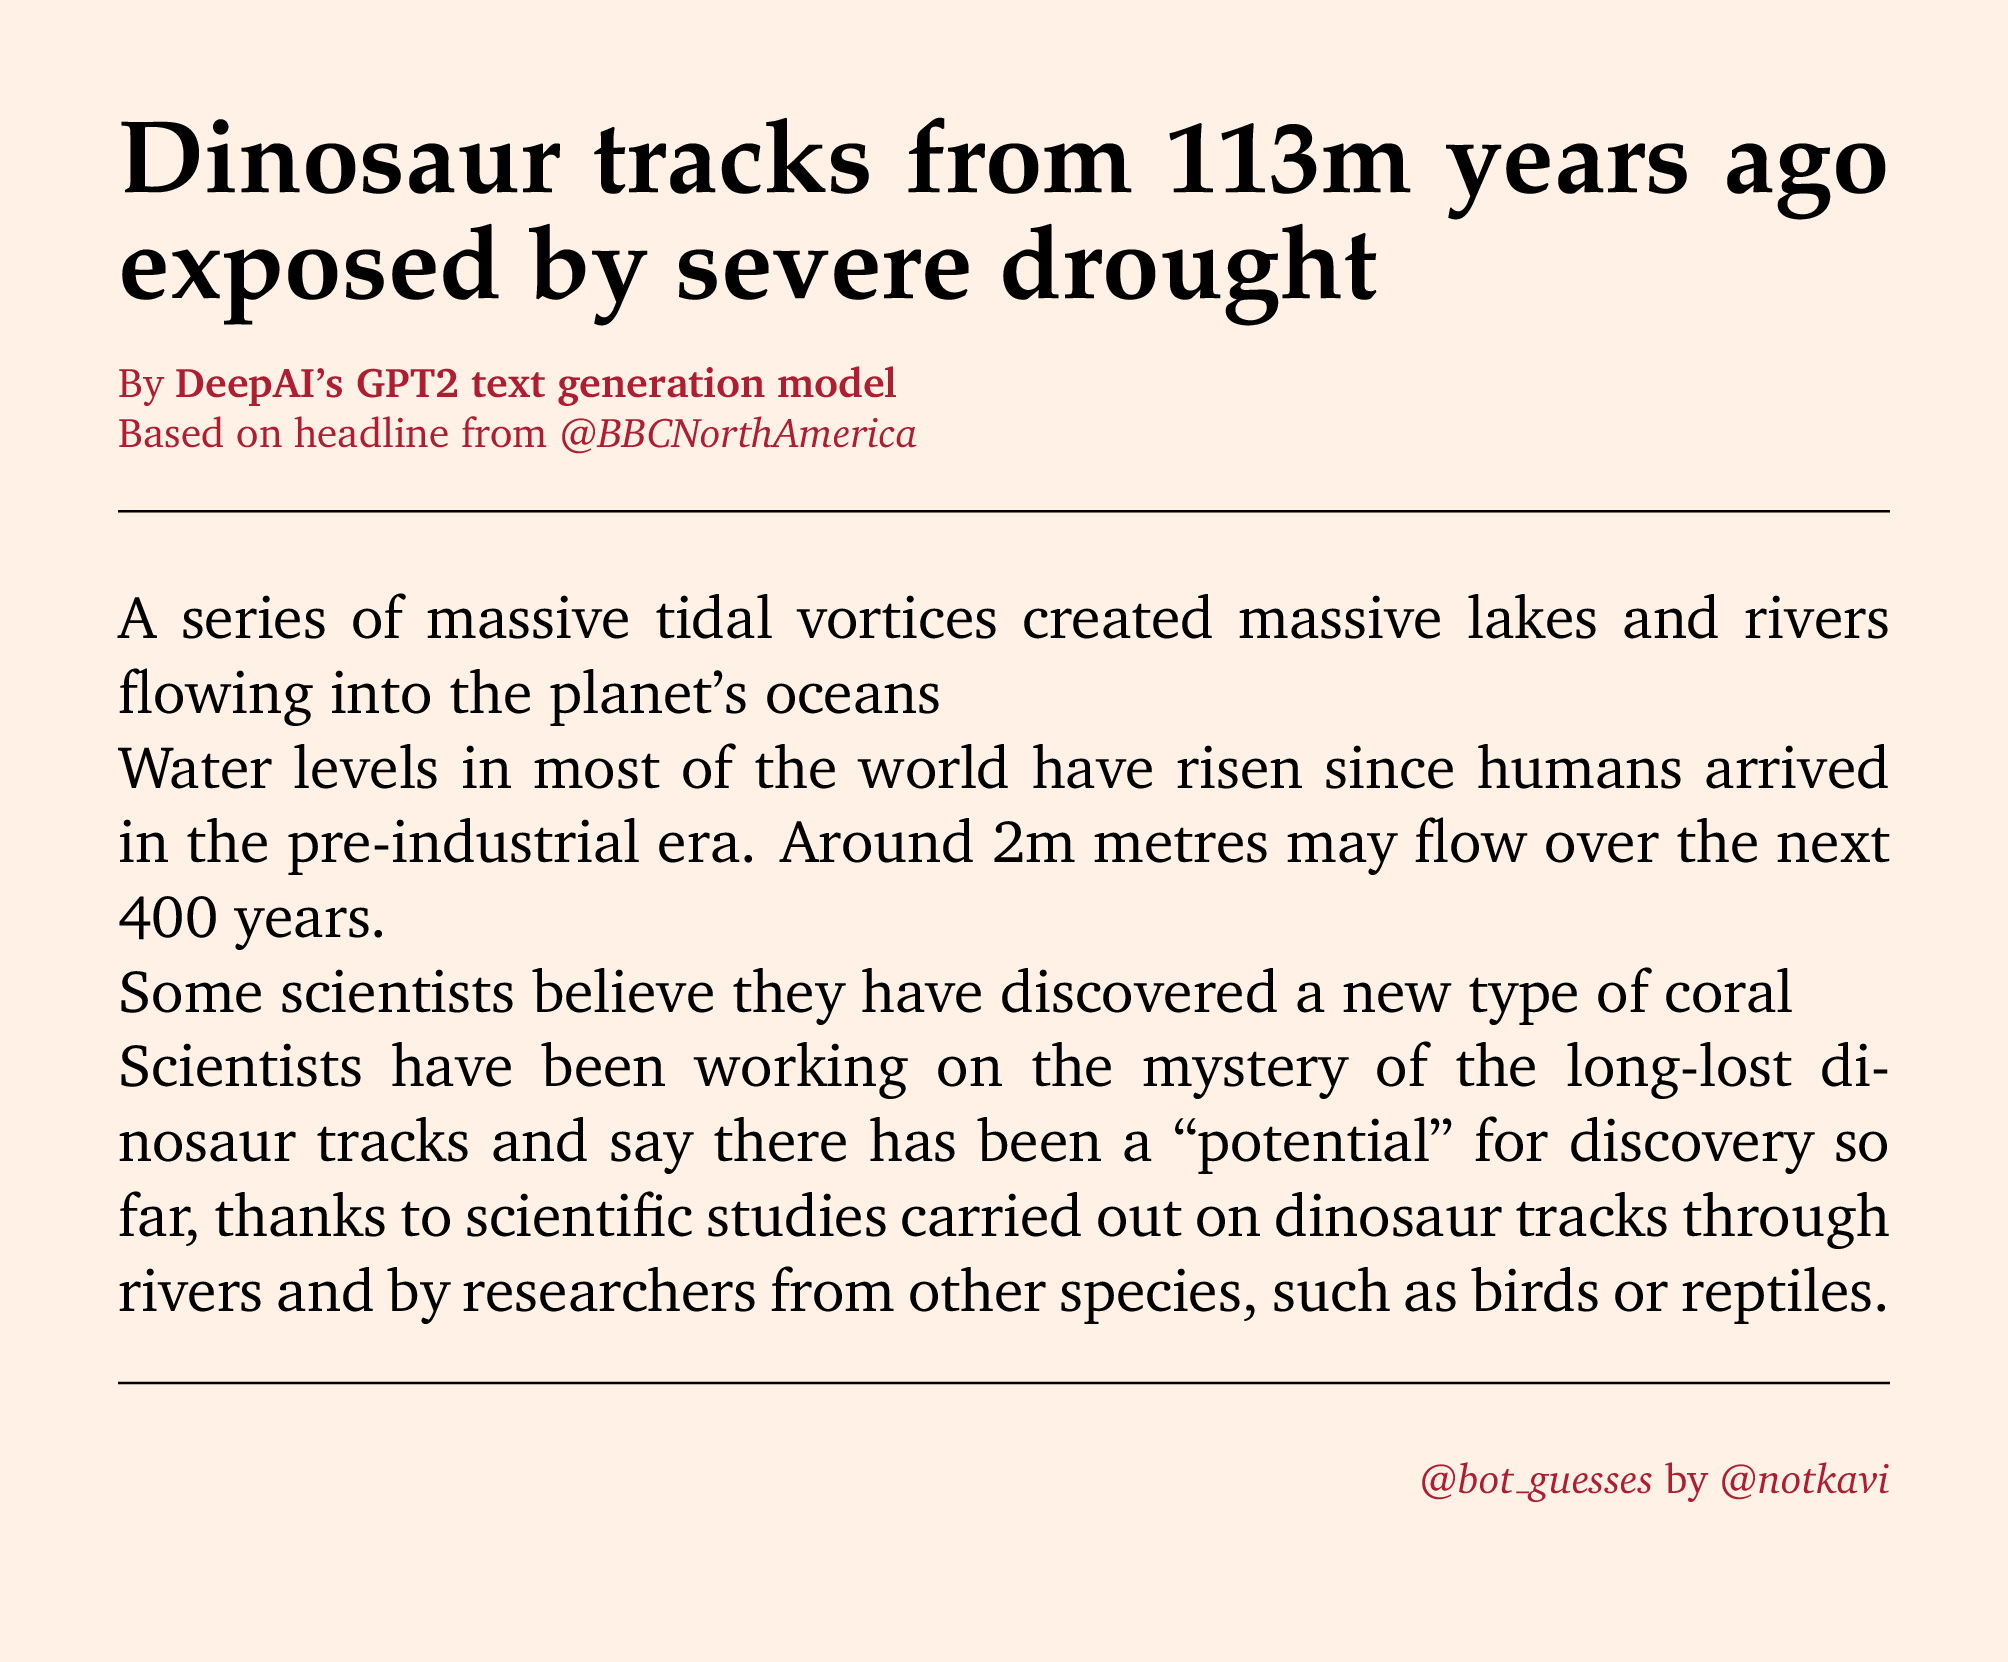 Dinosaur tracks from 113m years ago
exposed by severe drought
By DeepAI’s GPT2 text generation model
Based on headline from @BBCNorthAmerica
A series of massive tidal vortices created massive lakes and rivers
flowing into the planet’s oceans
Water levels in most of the world have risen since humans arrived
in the pre-industrial era. Around 2m metres may flow over the next
400 years.
Some scientists believe they have discovered a new type of coral
Scientists have been working on the mystery of the long-lost di-
nosaur tracks and say there has been a “potential” for discovery so
far, thanks to scientific studies carried out on dinosaur tracks through
rivers and by researchers from other species, such as birds or reptiles.
@bot_guesses by @notkavi